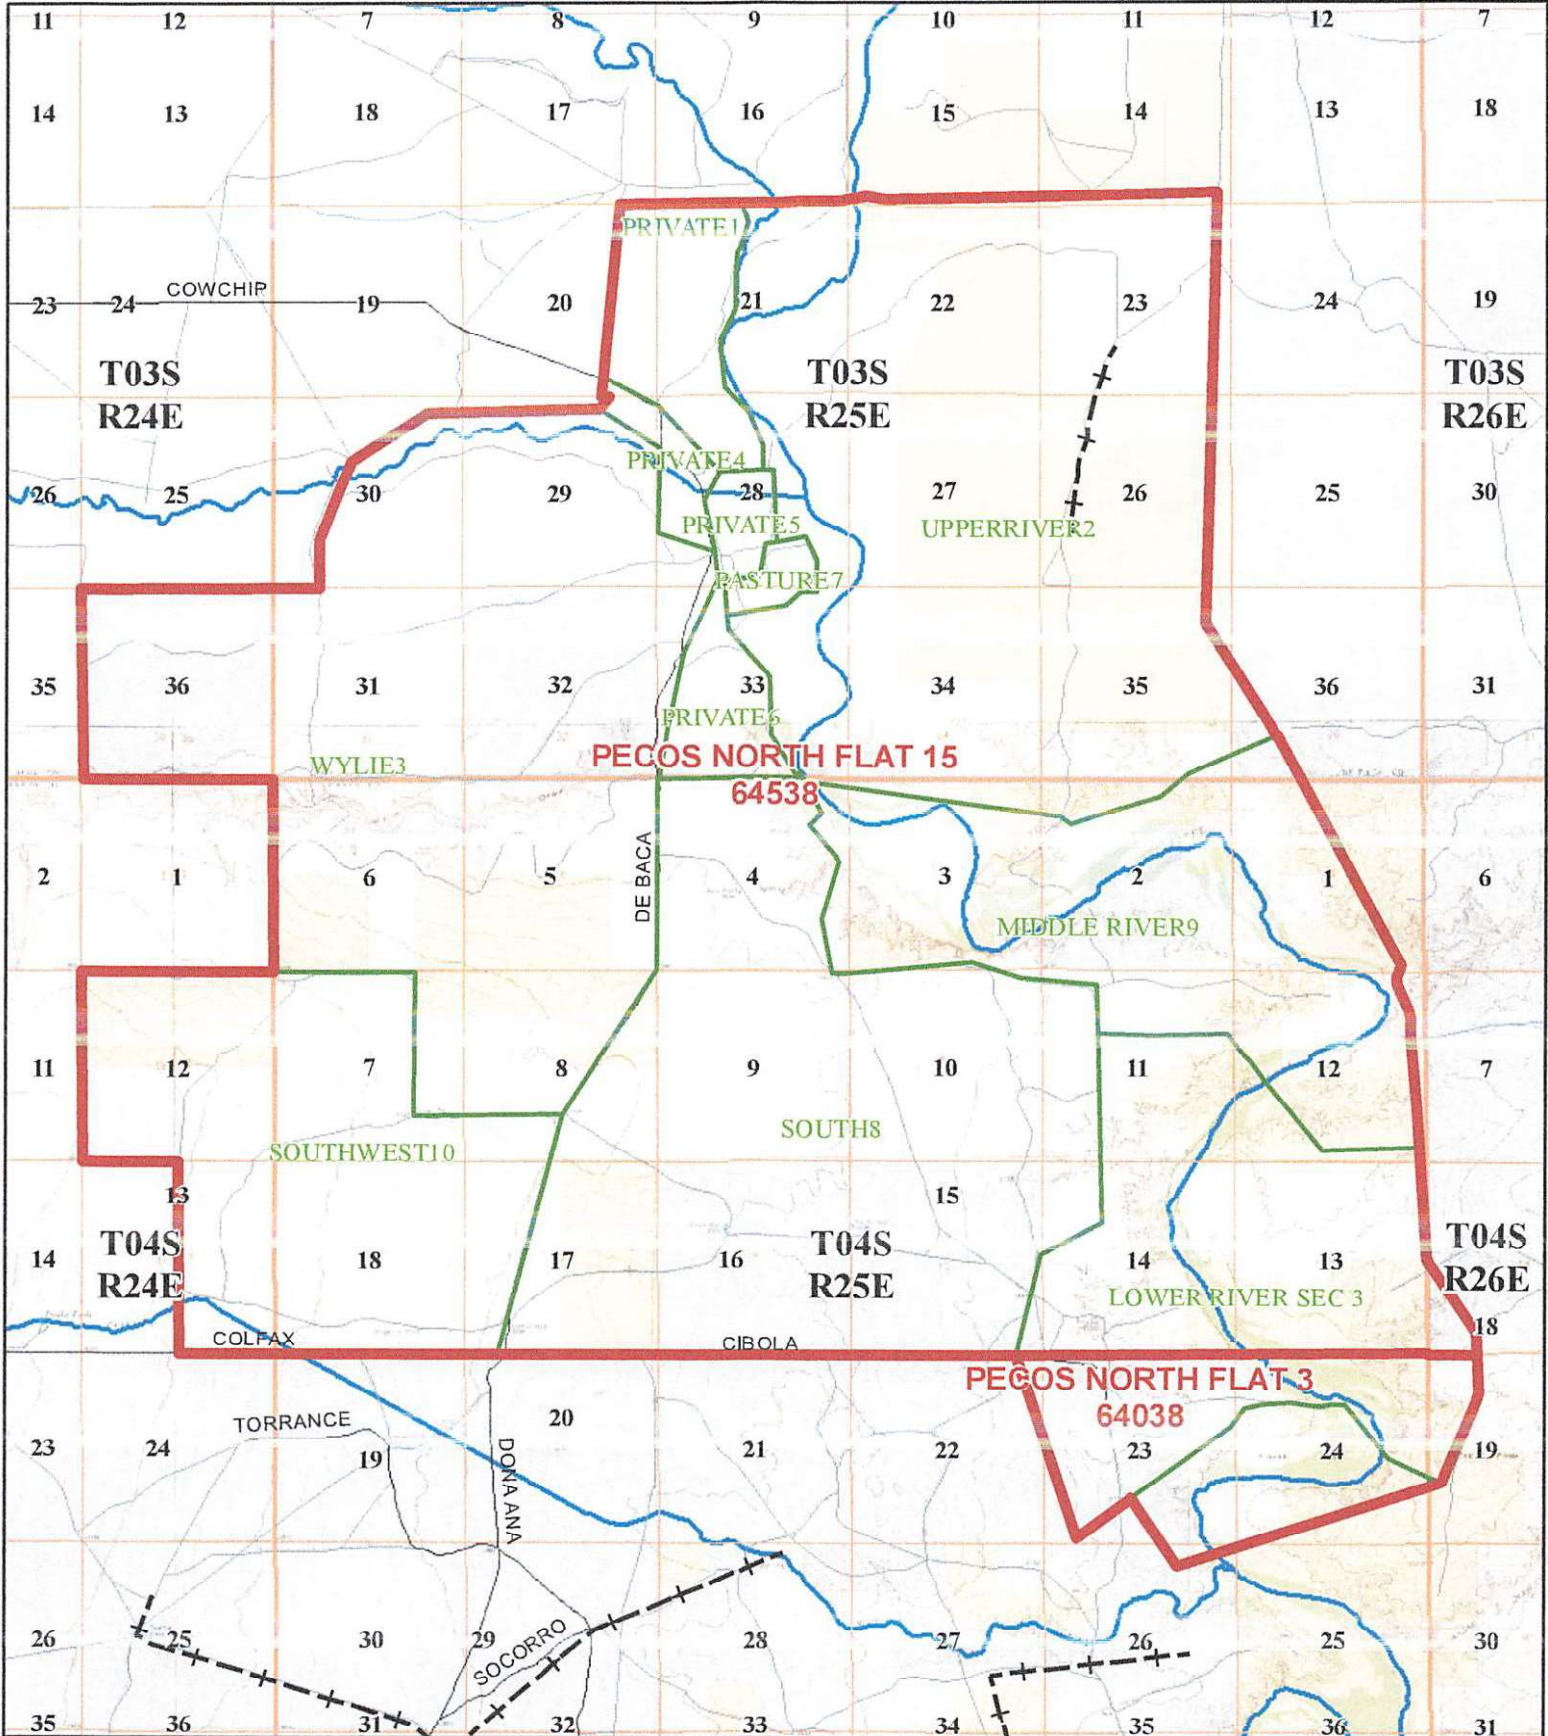 11 12 7 8 9 10 11 12 7
14 13 18 17 16 15 14 13 18
PRIVATE1
COWCHIP
23 24 19 20 21 22 23 24 19
T03S T03S T03S
R24E R25E R26E
PRIVATE4
26 25 30 29 28 27 26 25 30
PRIVATE5 UPPERRIVER2
PASTURE7
35 36 31 32 33 34 35 36 31
PRIVATE6
WYLIE3 PECOS NORTH FLAT 15
64538
DE BACA
2 1 6 5 4 3 2 1 6
MIDDLE RIVER9
11 12 7 8 9 10 11 12 7
SOUTH8
SOUTHWEST10
13 15
T04S T04S T04S
14 18 17 16 14 13
R24E R25E R26E
LOWER RIVER SEC 3
18
COLFAX CIBOLA
PECOS NORTH FLAT 3
64038
TORRANCE 20
23 24 19 21 22 23 24 19
DONA ANA
26 25 30 29 28 27 26 25 30
SOCORRO
35 36 31 32 33 34 35 36 31